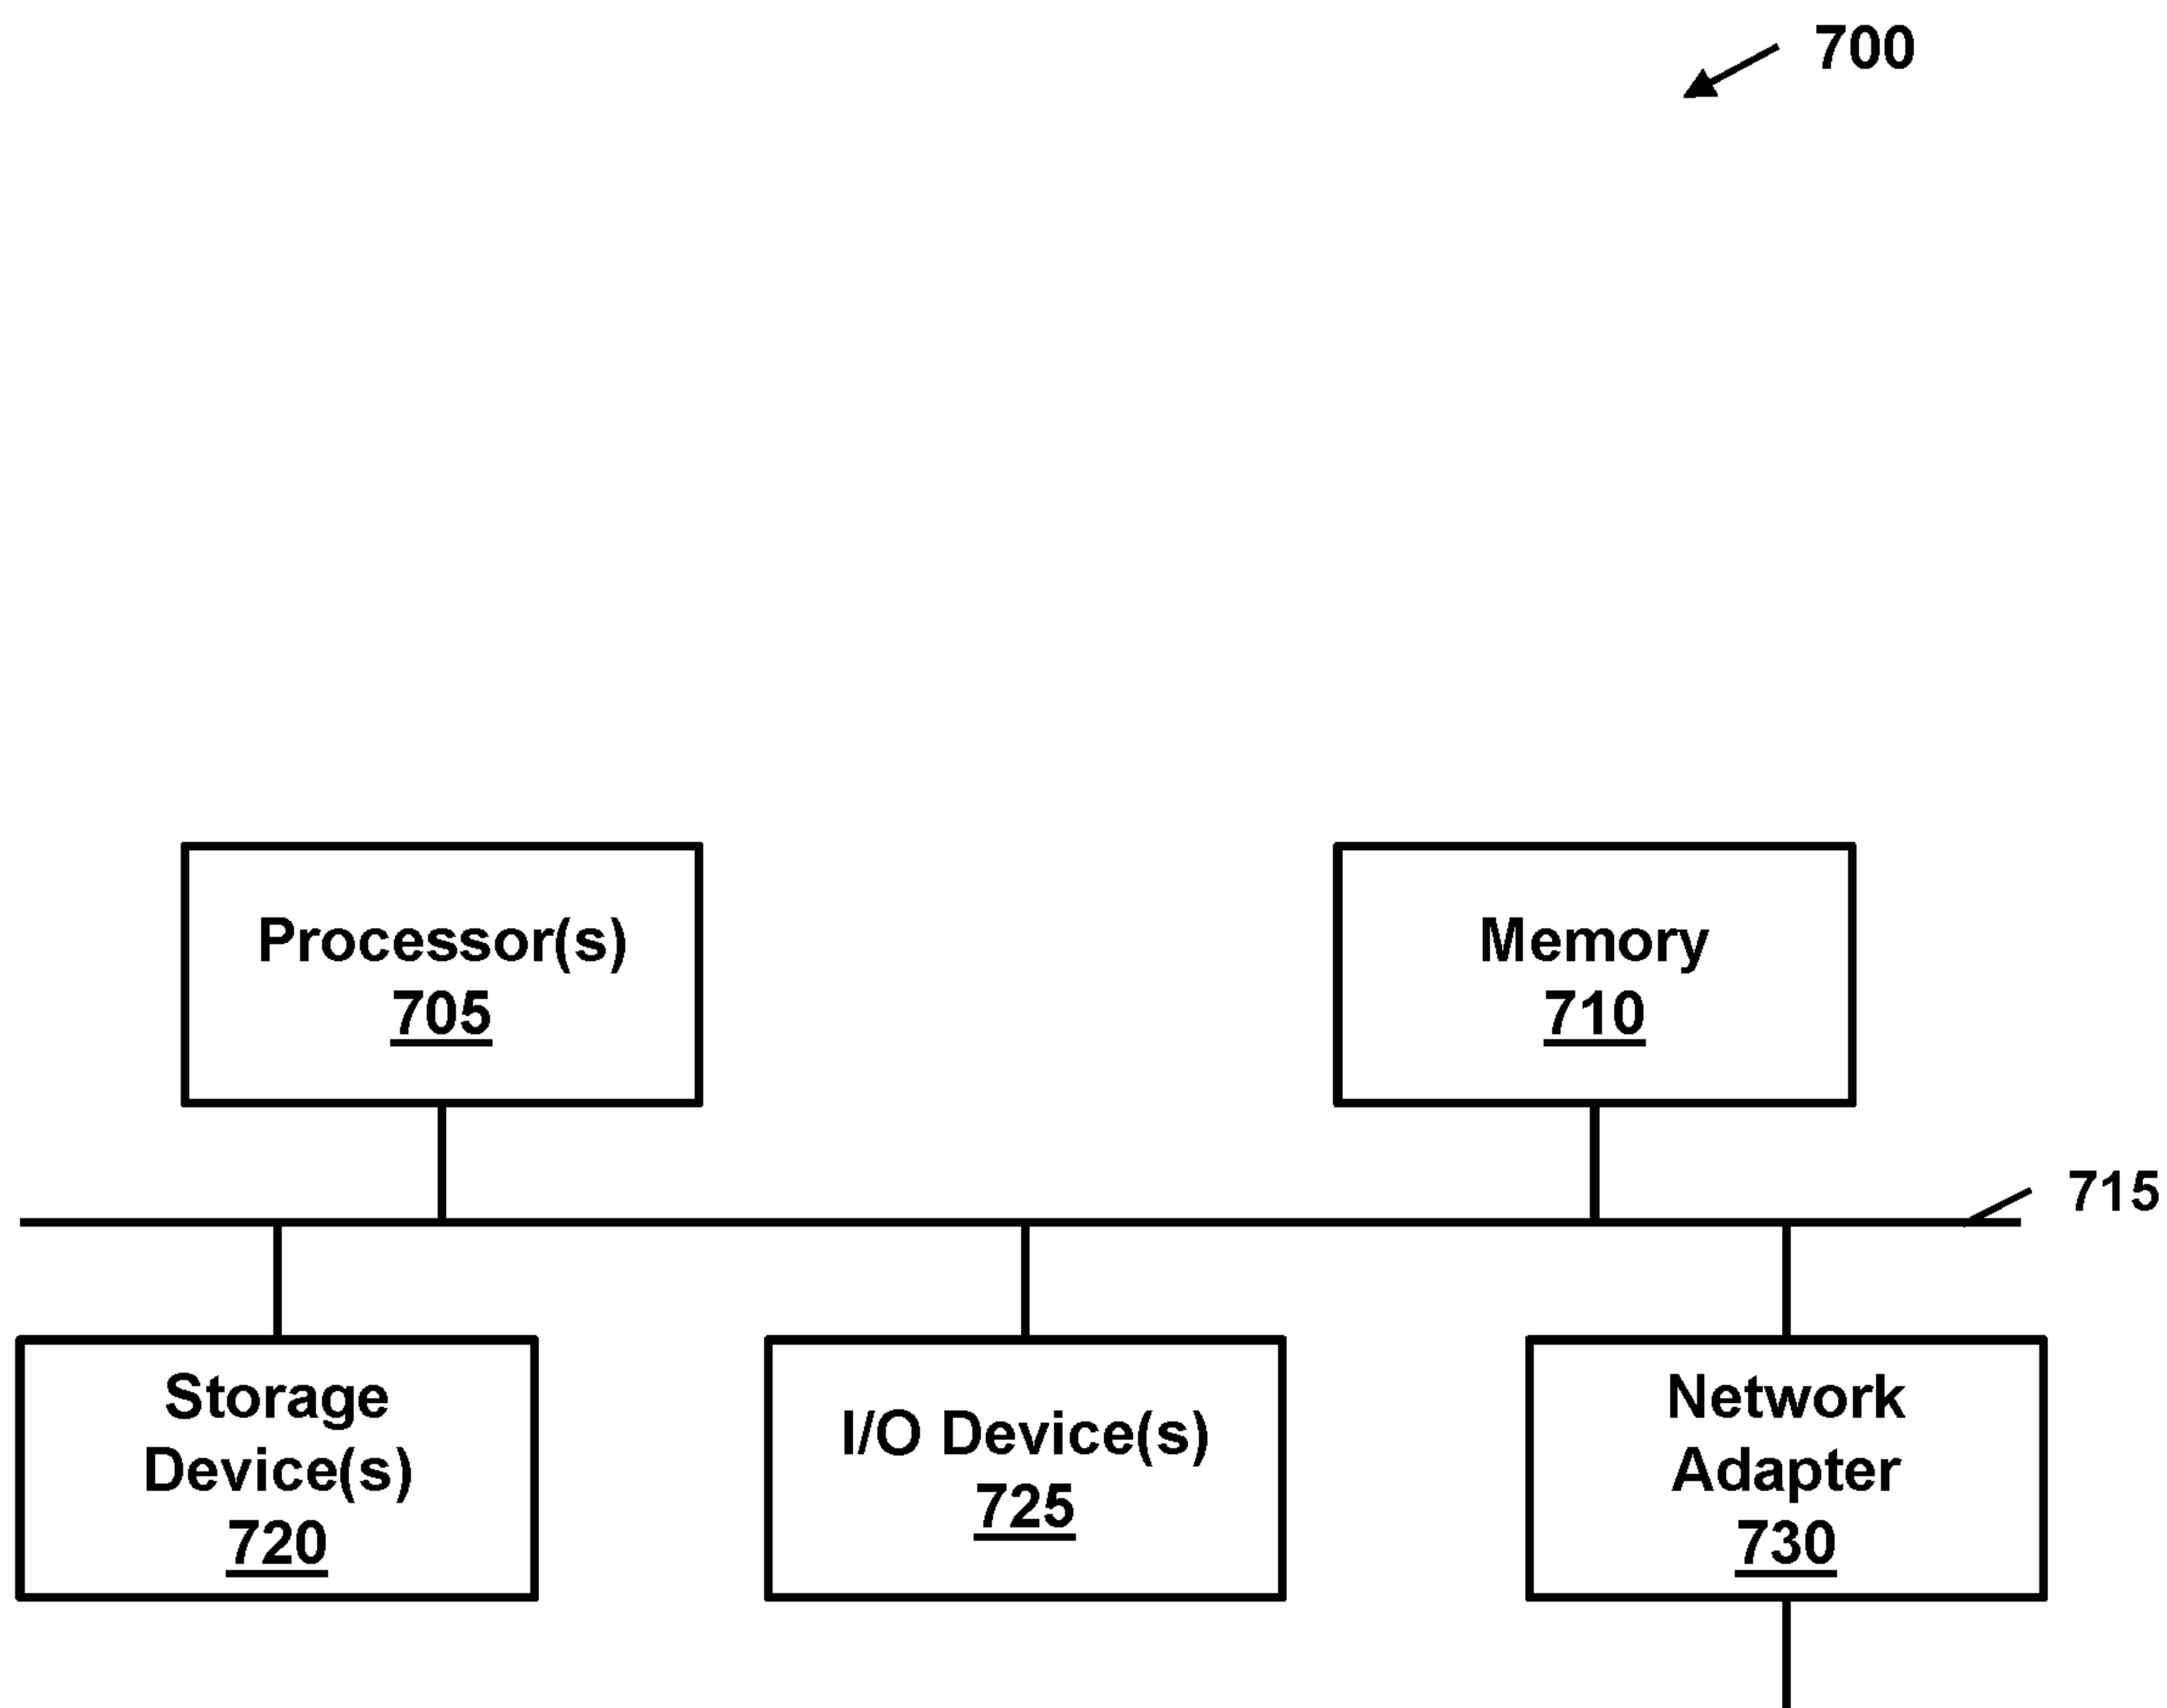 700
Processor(s)
705
Memory
710
715
Storage
Device(s)
720
I/O Device(s)
725
Network
Adapter
730